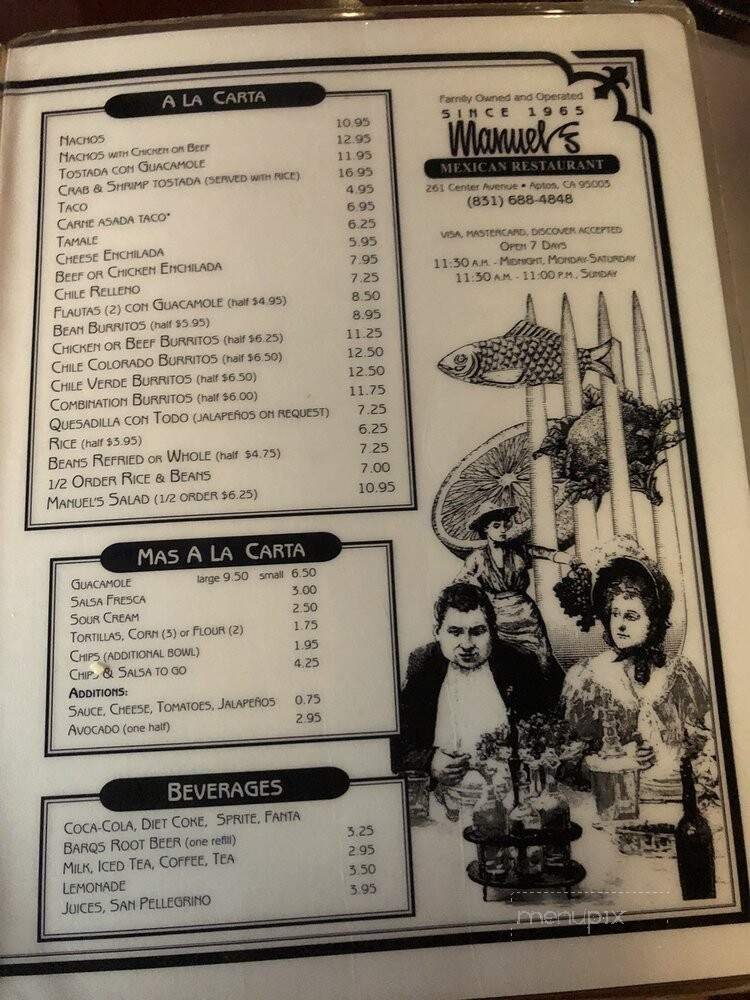 A LA CARTA
NACHOS 10.95
NACHOS WITH CHICKEN OR BEEF 12.95
TOSTADA CON GUACAMOLE 11.95
CRAB & SHRIMP TOSTADA (SERVED WITH RICE) 16.95
TACO 4.95
CARNE ASADA TACO* 6.95
TAMALE 6.25
CHEESE ENCHILADA 5.95
BEEF OR CHICKEN ENCHILADA 7.95
CHILE RELLENO 7.25
FLAUTAS (2) CON GUACAMOLE (half $4.95) 8.50
BEAN BURRITOS (half $5.95) 8.95
CHICKEN OR BEEF BURRITOS (half $6.25) 11.25
CHILE COLORADO BURRITOS (half $6.50) 12.50
CHILE VERDE BURRITOS (half $6.50) 12.50
COMBINATION BURRITOS (half $6.00) 11.75
QUESADILLA CON TODO (JALAPEÑOS ON REQUEST) 7.25
RICE (half $3.95) 6.25
BEANS REFRIED OR WHOLE (half $4.75) 7.25
1/2 ORDER RICE & BEANS 7.00
MANUEL'S SALAD (1/2 ORDER $6.25) 10.95
MAS A LA CARTA
GUACAMOLE large 9.50 small 6.50
SALSA FRESCA 3.00
SOUR CREAM 2.50
TORTILLAS, CORN (3) or FLOUR (2) 1.75
CHIPS (ADDITIONAL BOWL) 1.95
CHIPS & SALSA TO GO 4.25
ADDITIONS:
SAUCE, CHEESE, TOMATOES, JALAPEÑOS 0.75
AVOCADO (one half) 2.95
BEVERAGES
COCA-COLA, DIET COKE, SPRITE, FANTA
BARQS ROOT BEER (one refill) 3.25
MILK, ICED TEA, COFFEE, TEA 2.95
LEMONADE 3.50
JUICES, SAN PELLEGRINO 3.95
Family Owned and Operated
SINCE 1965
Manuel's
MEXICAN RESTAURANT
261 Center Avenue • Aptos, CA 95003
(831) 688-4848
VISA, MASTERCARD, DISCOVER ACCEPTED
OPEN 7 DAYS
11:30 A.M. - MIDNIGHT, MONDAY-SATURDAY
11:30 A.M. - 11:00 P.M., SUNDAY
menupix